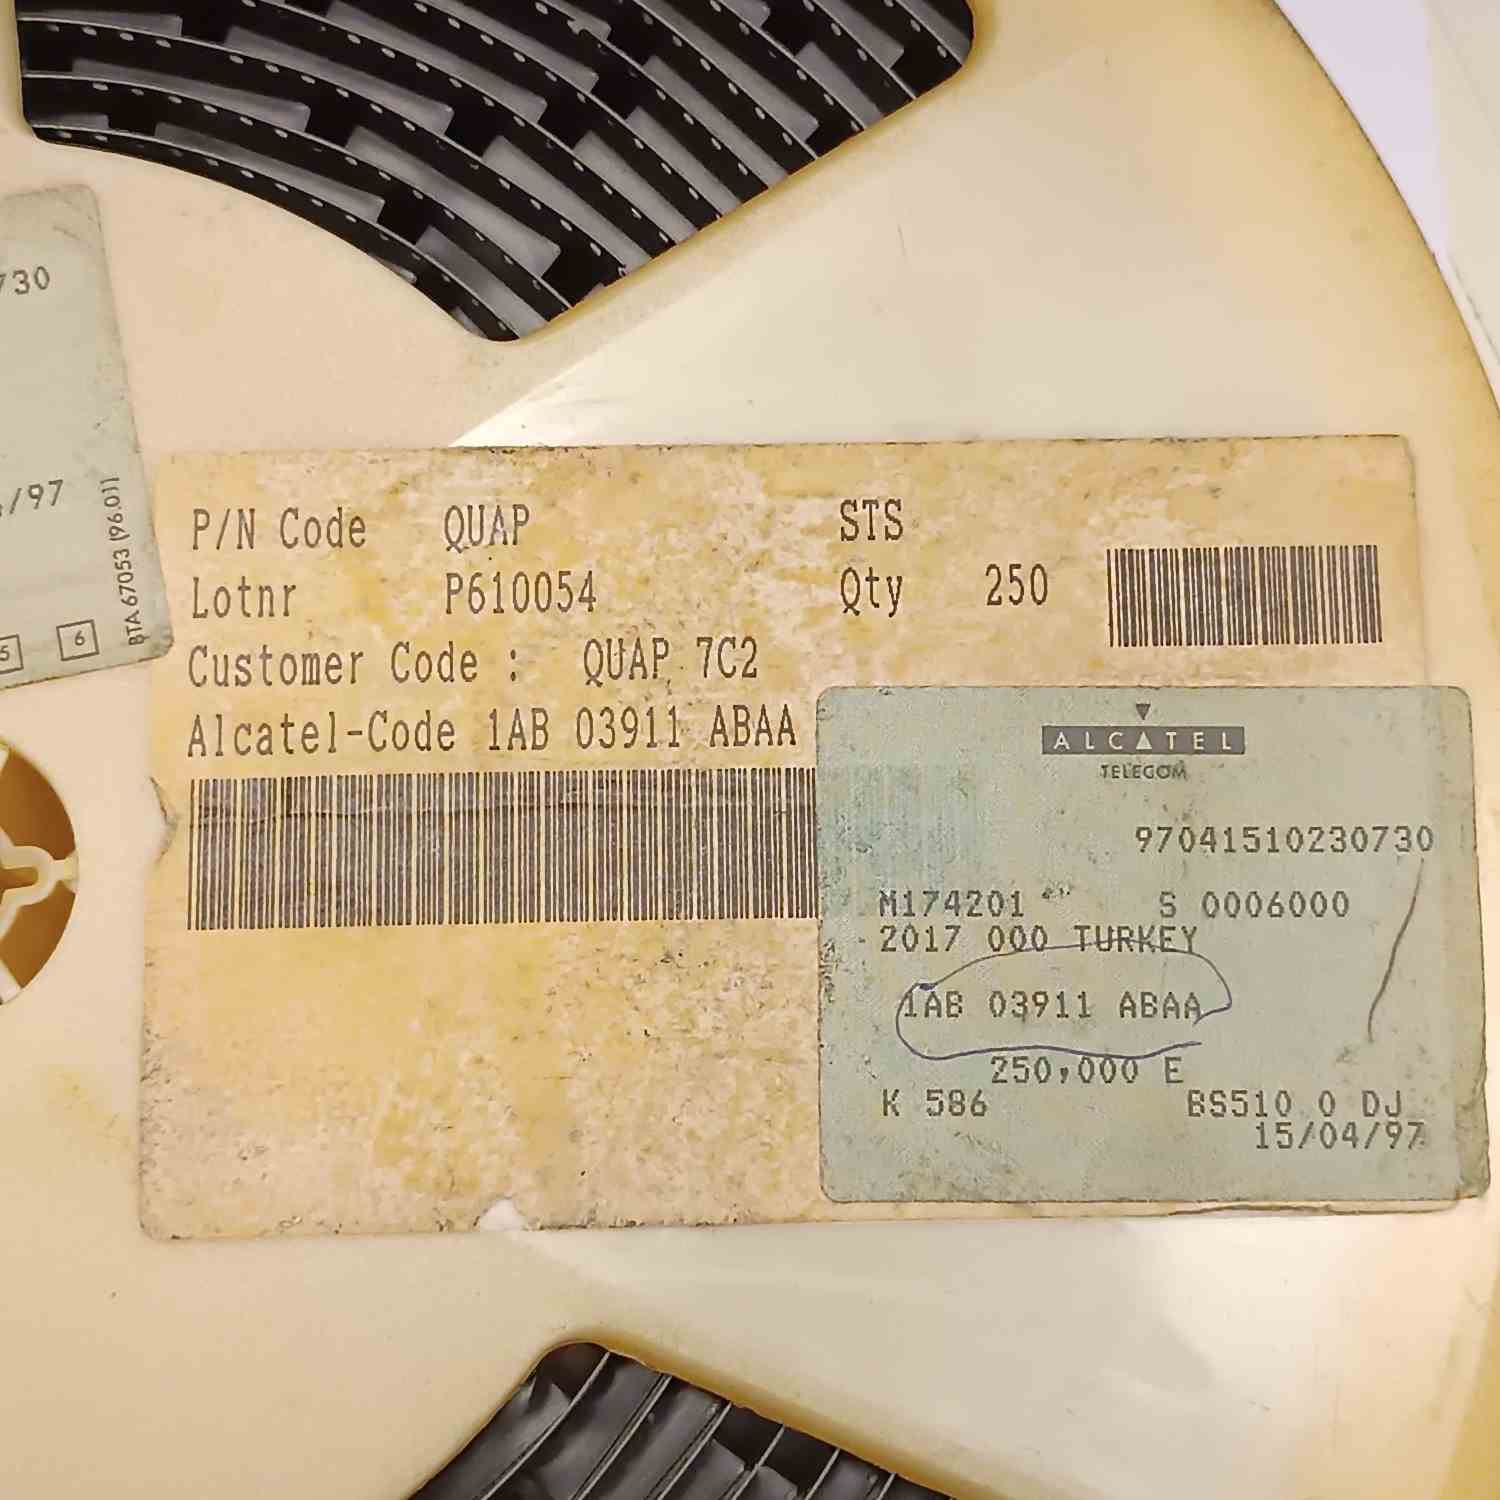 730
/97
BTA 67053 (96.01)
5 6
P/N Code QUAP STS
Lotnr P610054 Qty 250
Customer Code : QUAP 7C2
Alcatel-Code 1AB 03911 ABAA
ALCATEL
TELECOM
97041510230730
M174201 S 0006000
2017 000 TURKEY
1AB 03911 ABAA
250,000 E
K 586 BS510 0 DJ
15/04/97